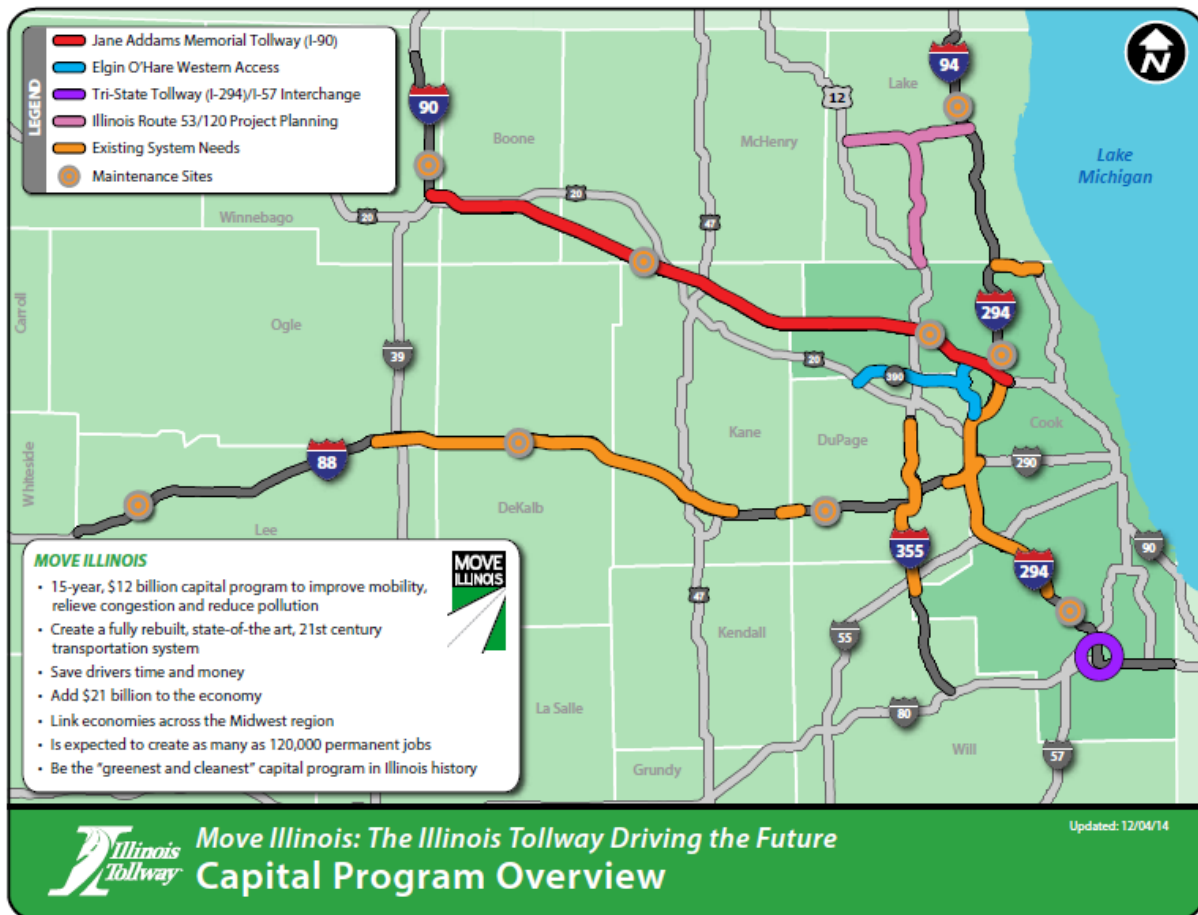 LEGEND
Jane Addams Memorial Tollway (I-90)
Elgin O'Hare Western Access
Tri-State Tollway (I-294)/I-57 Interchange
Illinois Route 53/120 Project Planning
Existing System Needs
Maintenance Sites
90
94
12
Lake
N
Boone
McHenry
Lake
Michigan
20
20
Winnebago
47
Carroll
Ogle
39
294
20
390
Kane
DuPage
Cook
290
Whiteside
88
DeKalb
Lee
355
294
90
47
Kendall
55
La Salle
80
Will
57
Grundy
MOVE ILLINOIS
MOVE
ILLINOIS
• 15-year, $12 billion capital program to improve mobility,
relieve congestion and reduce pollution
• Create a fully rebuilt, state-of-the art, 21st century
transportation system
• Save drivers time and money
• Add $21 billion to the economy
• Link economies across the Midwest region
• Is expected to create as many as 120,000 permanent jobs
• Be the "greenest and cleanest" capital program in Illinois history
Illinois
Tollway
Move Illinois: The Illinois Tollway Driving the Future
Capital Program Overview
Updated: 12/04/14